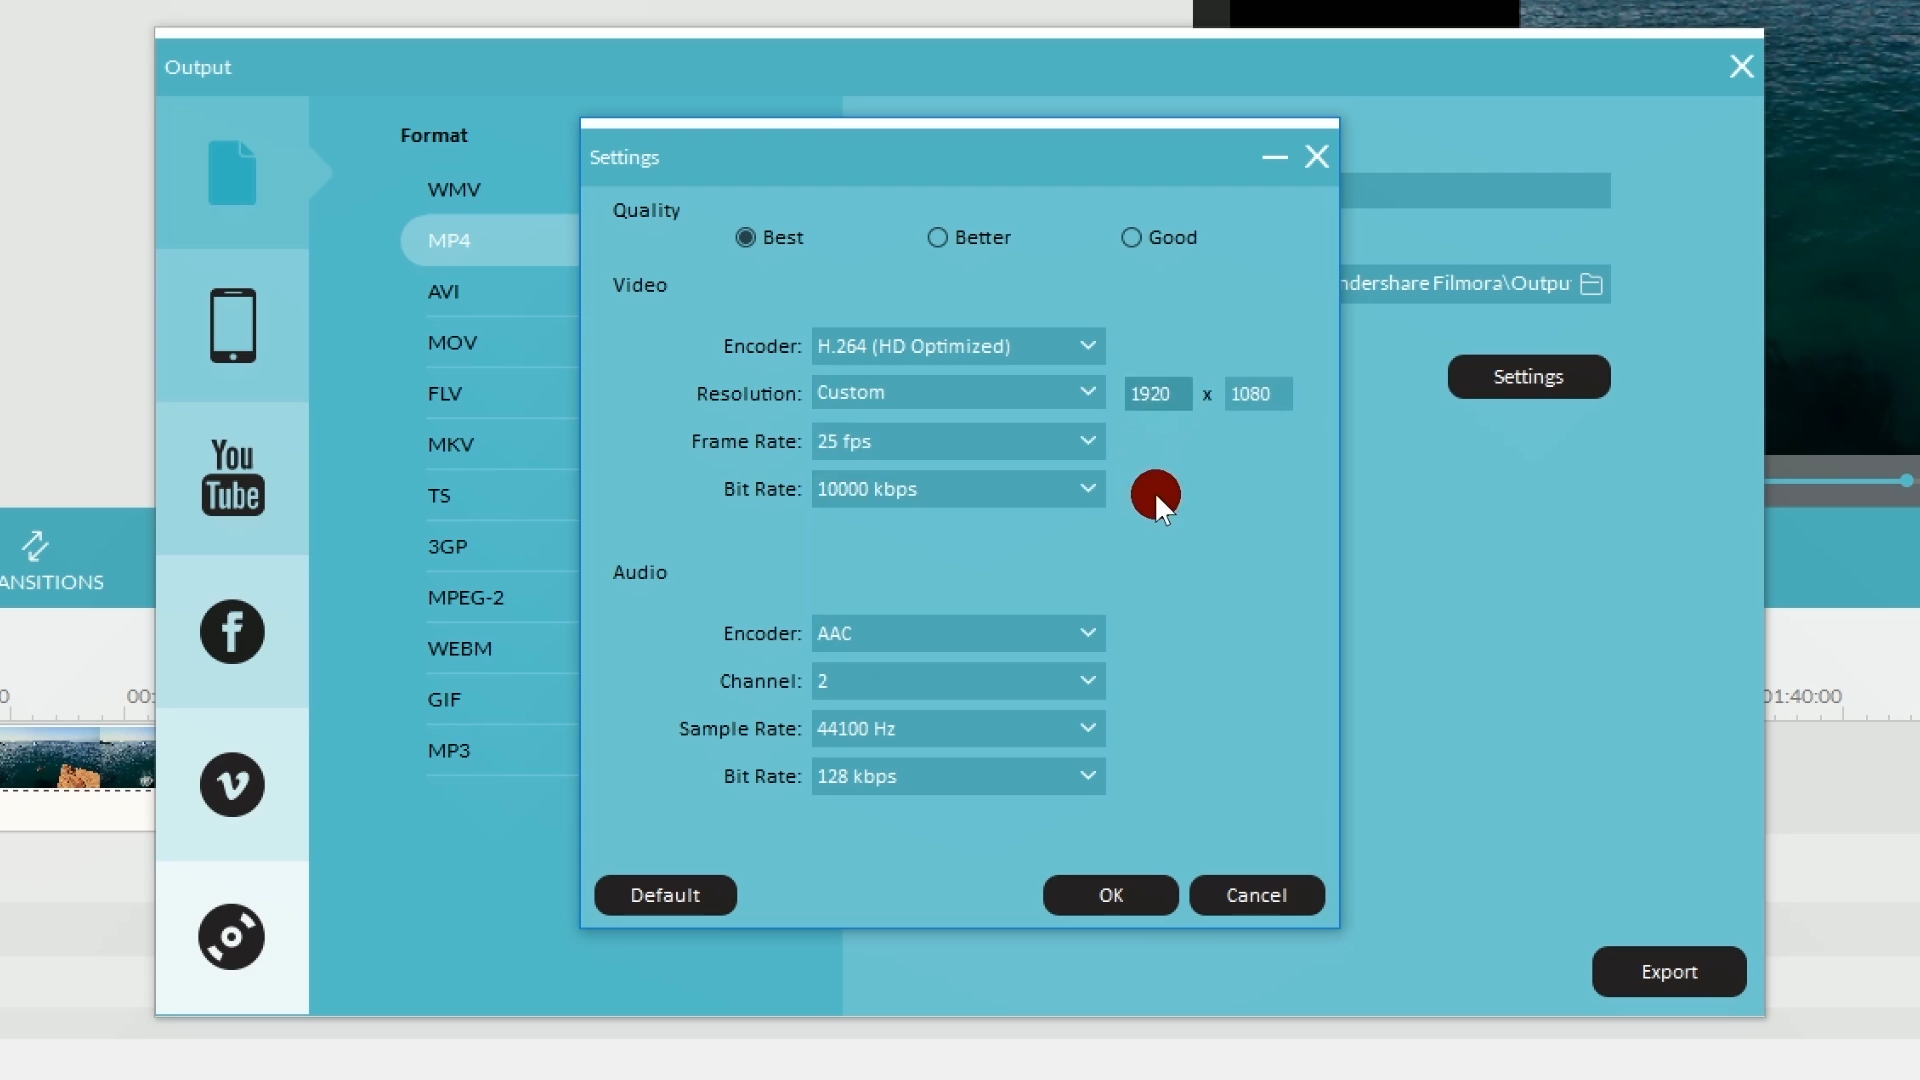 Output
Format
WMV
MP4
AVI
MOV
FLV
MKV
TS
3GP
MPEG-2
WEBM
GIF
MP3
You
Tube
Settings
Quality
Best Better Good
Video
Encoder: H.264 (HD Optimized)
Resolution: Custom 1920 x 1080
Frame Rate: 25 fps
Bit Rate: 10000 kbps
Audio
Encoder: AAC
Channel: 2
Sample Rate: 44100 Hz
Bit Rate: 128 kbps
Default OK Cancel
ndershare Filmora\Outpu
Settings
Export
ANSITIONS
0 00:
01:40:00